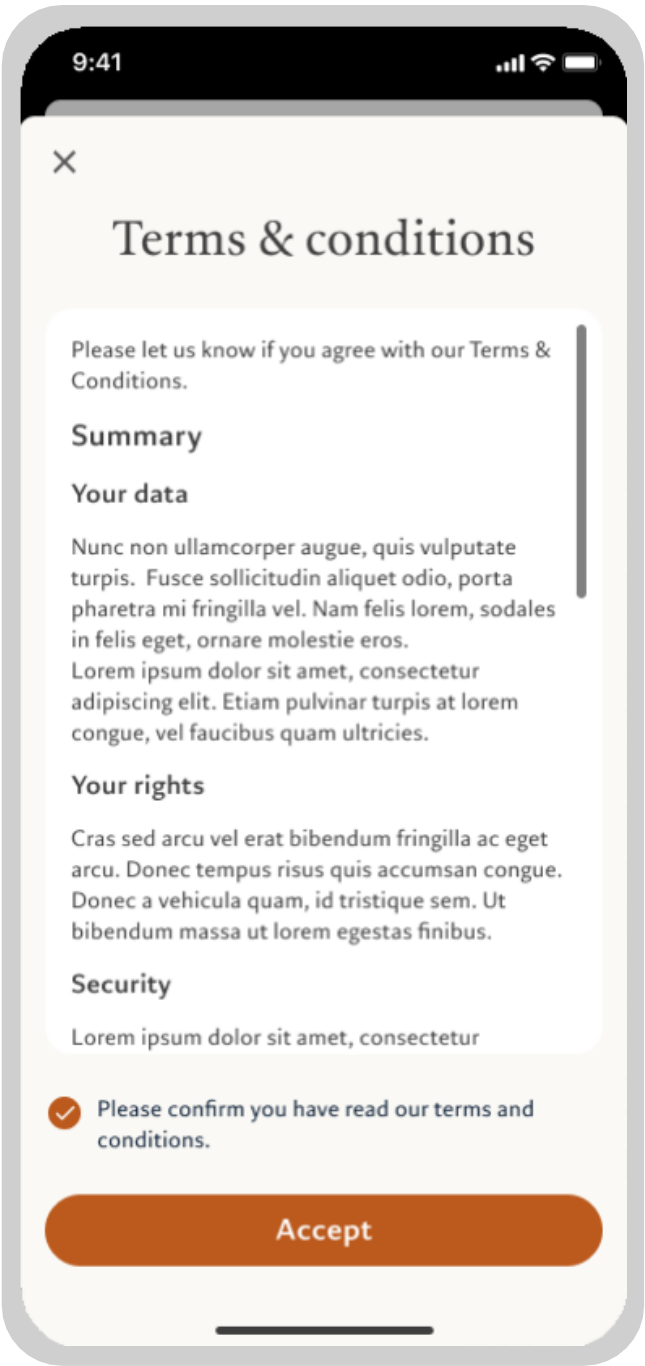 9:41
Terms & conditions
Please let us know if you agree with our Terms &
Conditions.
Summary
Your data
Nunc non ullamcorper augue, quis vulputate
turpis.  Fusce sollicitudin aliquet odio, porta
pharetra mi fringilla vel. Nam felis lorem, sodales
in felis eget, ornare molestie eros.
Lorem ipsum dolor sit amet, consectetur
adipiscing elit. Etiam pulvinar turpis at lorem
congue, vel faucibus quam ultricies.
Your rights
Cras sed arcu vel erat bibendum fringilla ac eget
arcu. Donec tempus risus quis accumsan congue.
Donec a vehicula quam, id tristique sem. Ut
bibendum massa ut lorem egestas finibus.
Security
Lorem ipsum dolor sit amet, consectetur
Please confirm you have read our terms and
conditions.
Accept